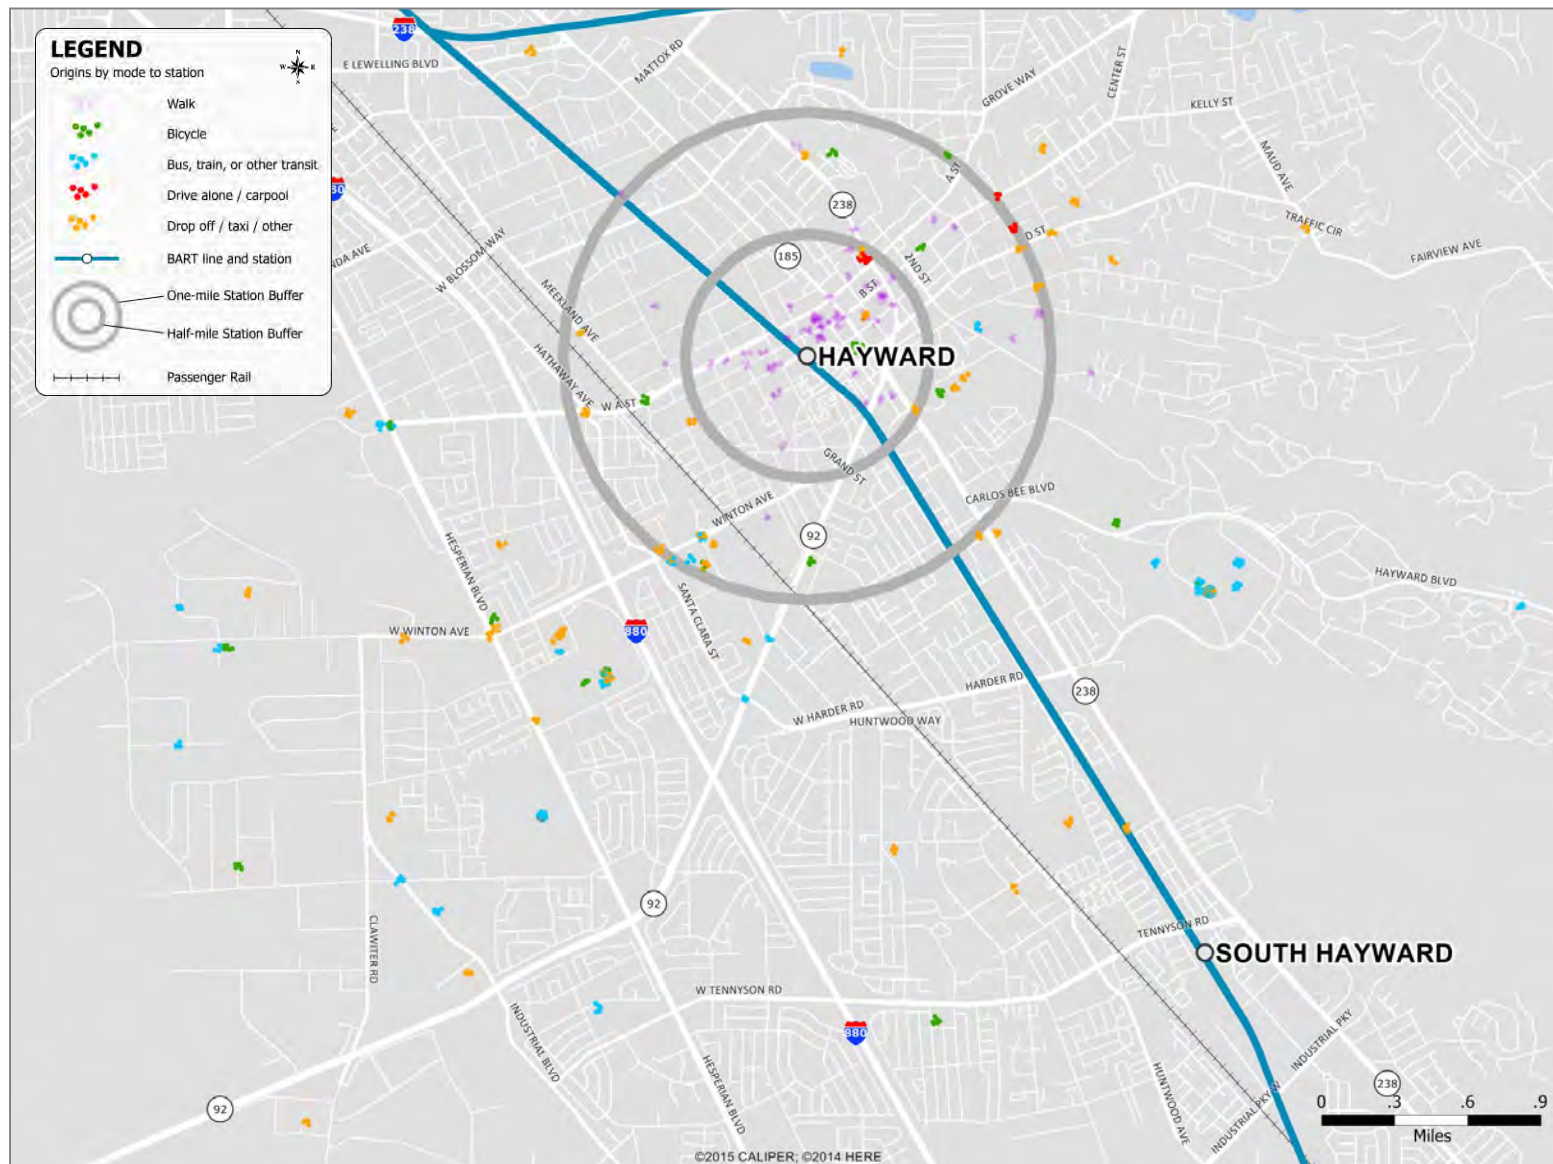 LEGEND
Origins by mode to station
N
W
E
S
Walk
Bicycle
Bus, train, or other transit
Drive alone / carpool
Drop off / taxi / other
BART line and station
One-mile Station Buffer
Half-mile Station Buffer
Passenger Rail
238
E LEWELLING BLVD
MATTOX RD
GROVE WAY
CENTER ST
KELLY ST
MAUD AVE
TRAFFIC CIR
FAIRVIEW AVE
A ST
D ST
238
185
2ND ST
B ST
80
NDA AVE
W BLOSSOM WAY
MEEKLAND AVE
HATHAWAY AVE
W A ST
HAYWARD
GRAND ST
WINTON AVE
92
CARLOS BEE BLVD
HAYWARD BLVD
HESPERIAN BLVD
SANTA CLARA ST
880
W WINTON AVE
HARDER RD
238
W HARDER RD
HUNTWOOD WAY
92
CLAWITER RD
TENNYSON RD
SOUTH HAYWARD
W TENNYSON RD
INDUSTRIAL BLVD
880
HESPERIAN BLVD
HUNTWOOD AVE
INDUSTRIAL PKY
INDUSTRIAL PKY W
238
92
0 .3 .6 .9
Miles
©2015 CALIPER; ©2014 HERE